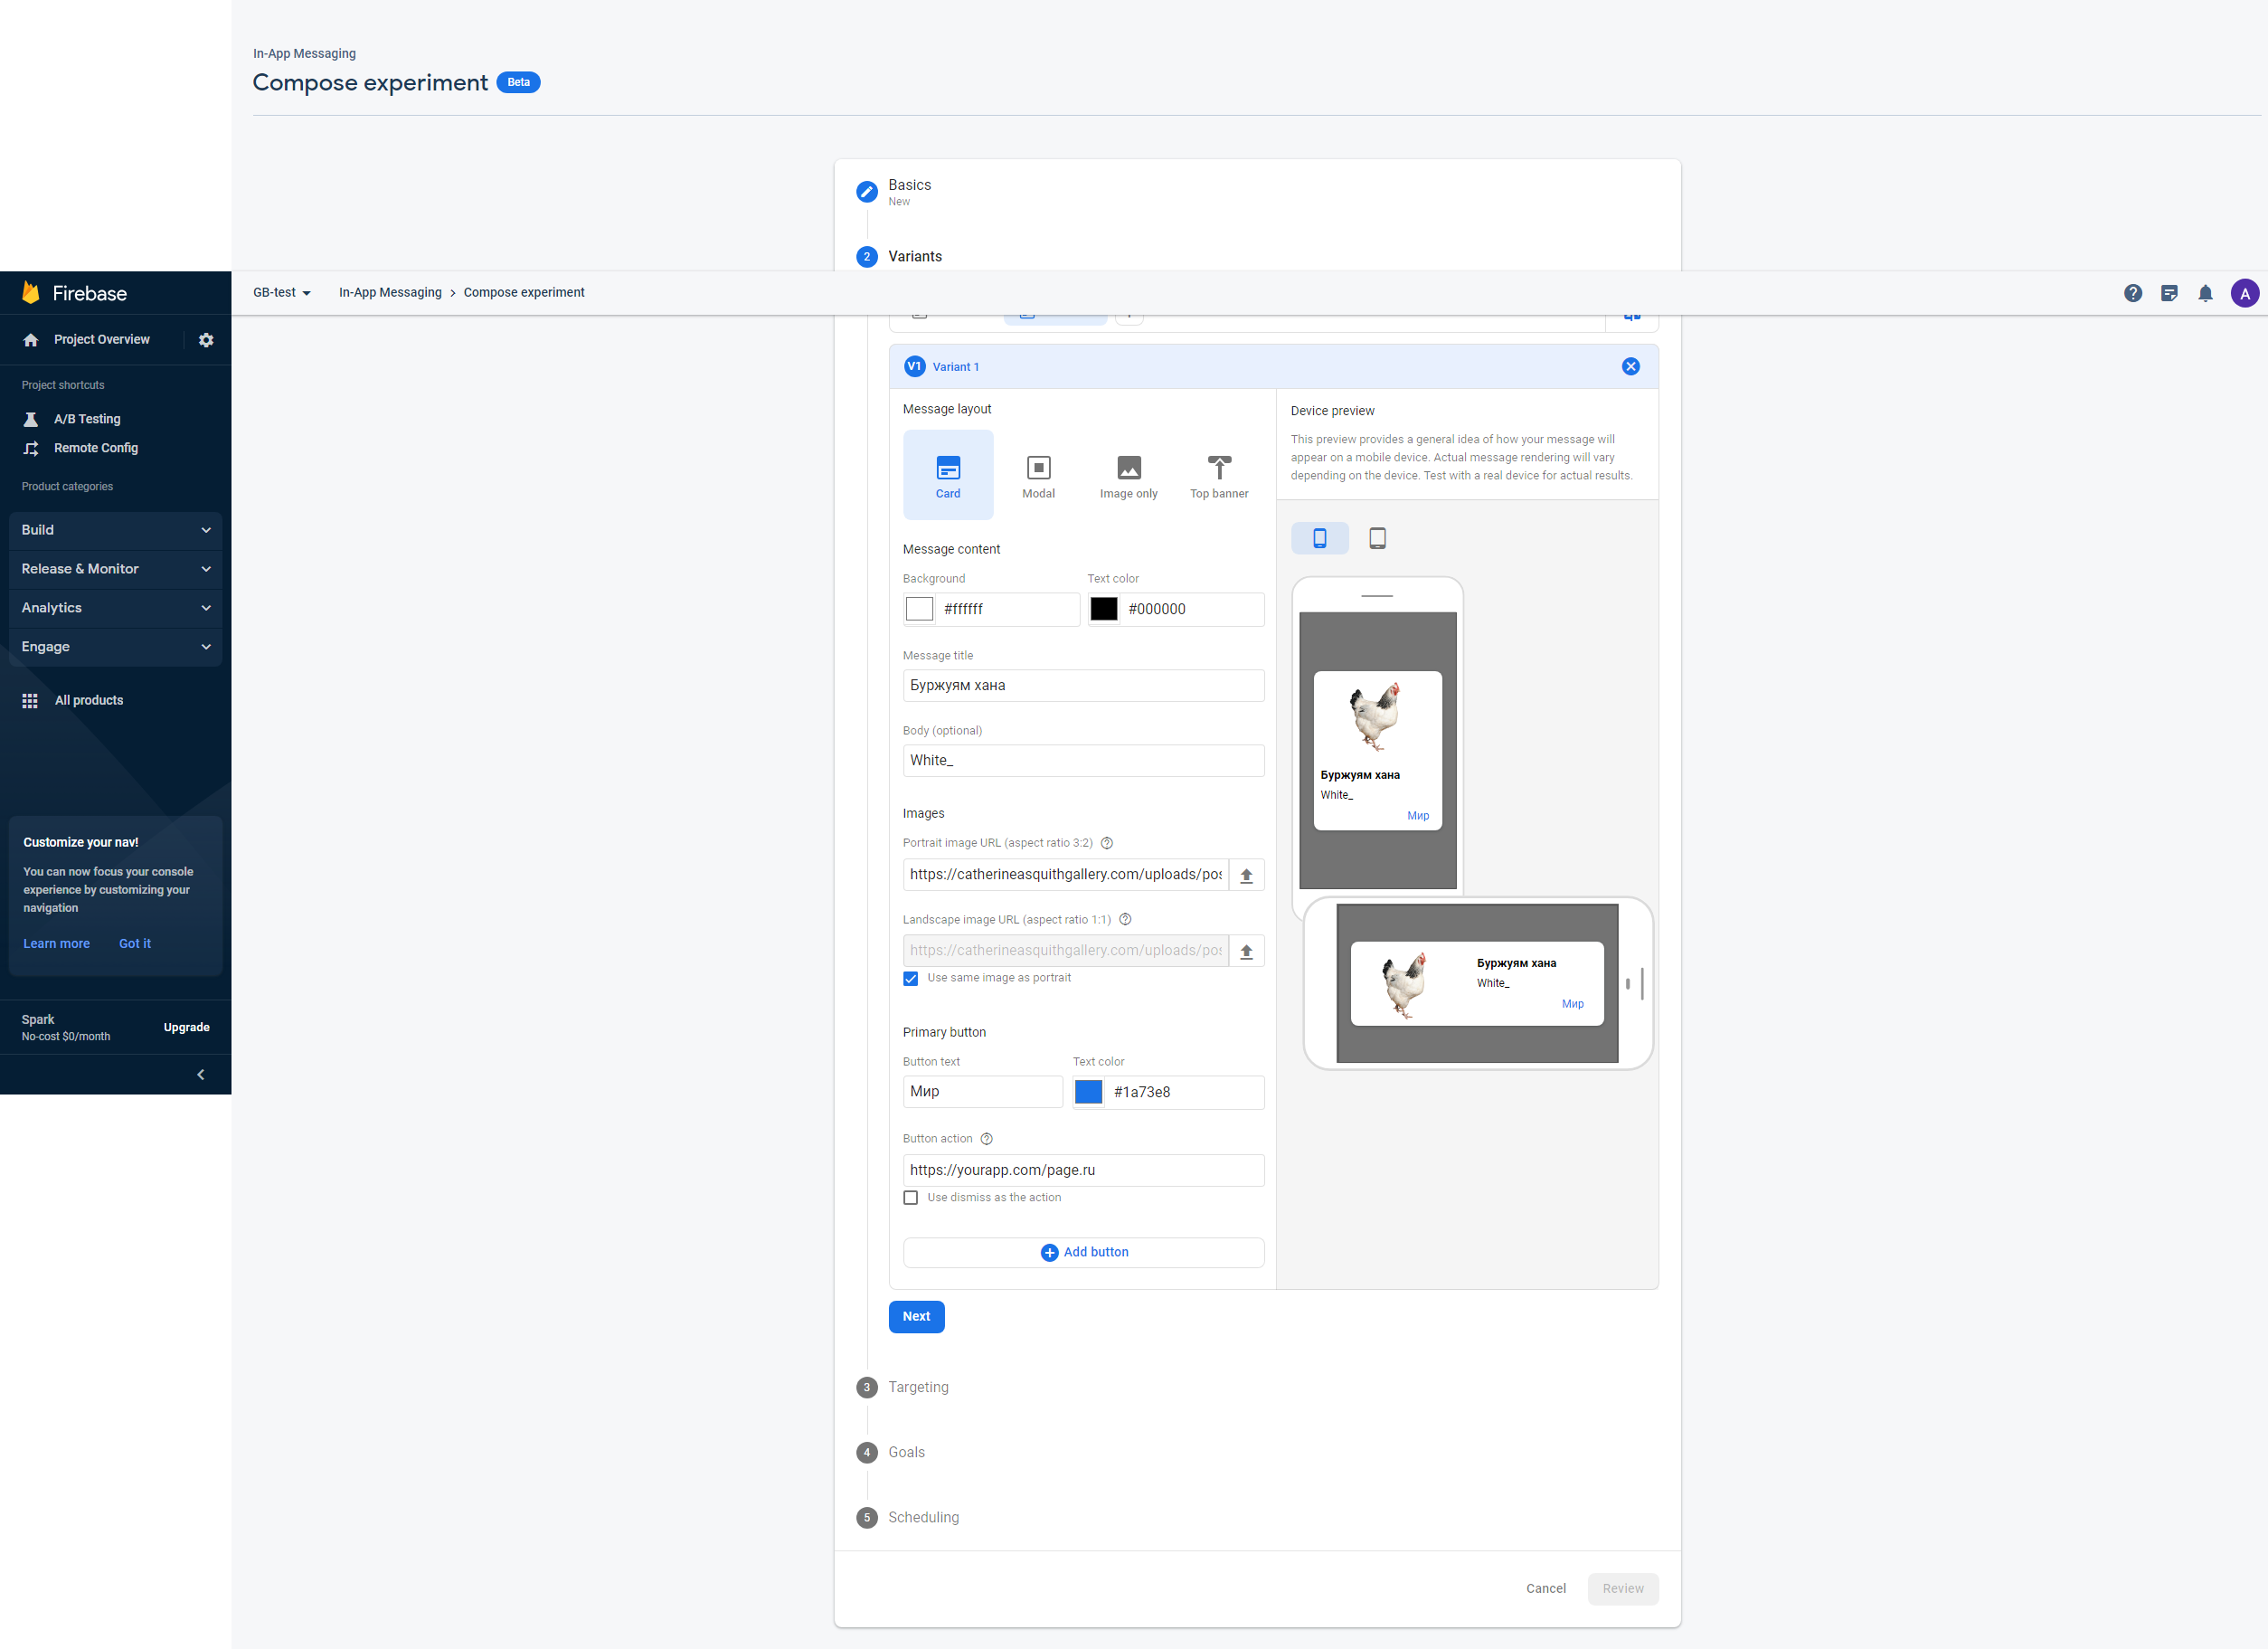 In-App Messaging
Compose experiment Beta
Basics
New
2 Variants
Firebase
GB-test In-App Messaging > Compose experiment A
Project Overview
Project shortcuts
A/B Testing
Remote Config
Product categories
Build
Release & Monitor
Analytics
Engage
All products
Customize your nav!
You can now focus your console
experience by customizing your
navigation
Learn more Got it
Spark
No-cost $0/month
Upgrade
V1 Variant 1
Message layout
Card Modal Image only Top banner
Message content
Background Text color
#ffffff #000000
Message title
Буржуям хана
Body (optional)
White_
Images
Portrait image URL (aspect ratio 3:2)
https://catherineasquithgallery.com/uploads/pos
Landscape image URL (aspect ratio 1:1)
https://catherineasquithgallery.com/uploads/pos
Use same image as portrait
Primary button
Button text Text color
Мир #1a73e8
Button action
https://yourapp.com/page.ru
Use dismiss as the action
Add button
Device preview
This preview provides a general idea of how your message will
appear on a mobile device. Actual message rendering will vary
depending on the device. Test with a real device for actual results.
Буржуям хана
White_
Мир
Буржуям хана
White_
Мир
Next
3 Targeting
4 Goals
5 Scheduling
Cancel Review